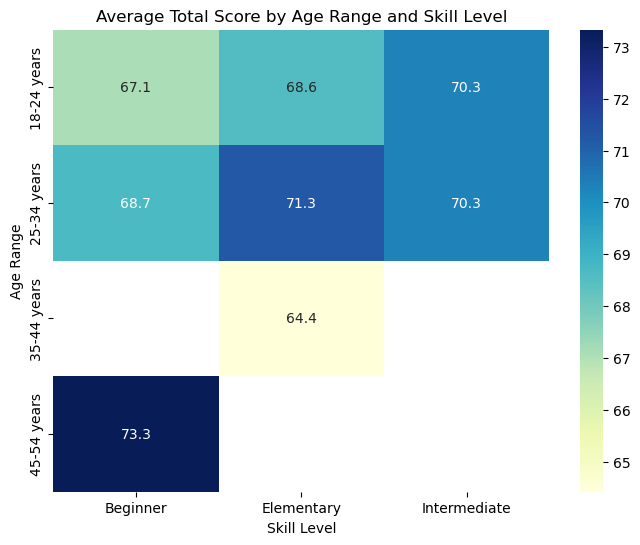 Average Total Score by Age Range and Skill Level
Age Range
18-24 years
67.1
68.6
70.3
25-34 years
68.7
71.3
70.3
35-44 years
64.4
45-54 years
73.3
Beginner
Elementary
Intermediate
Skill Level
73
72
71
70
69
68
67
66
65